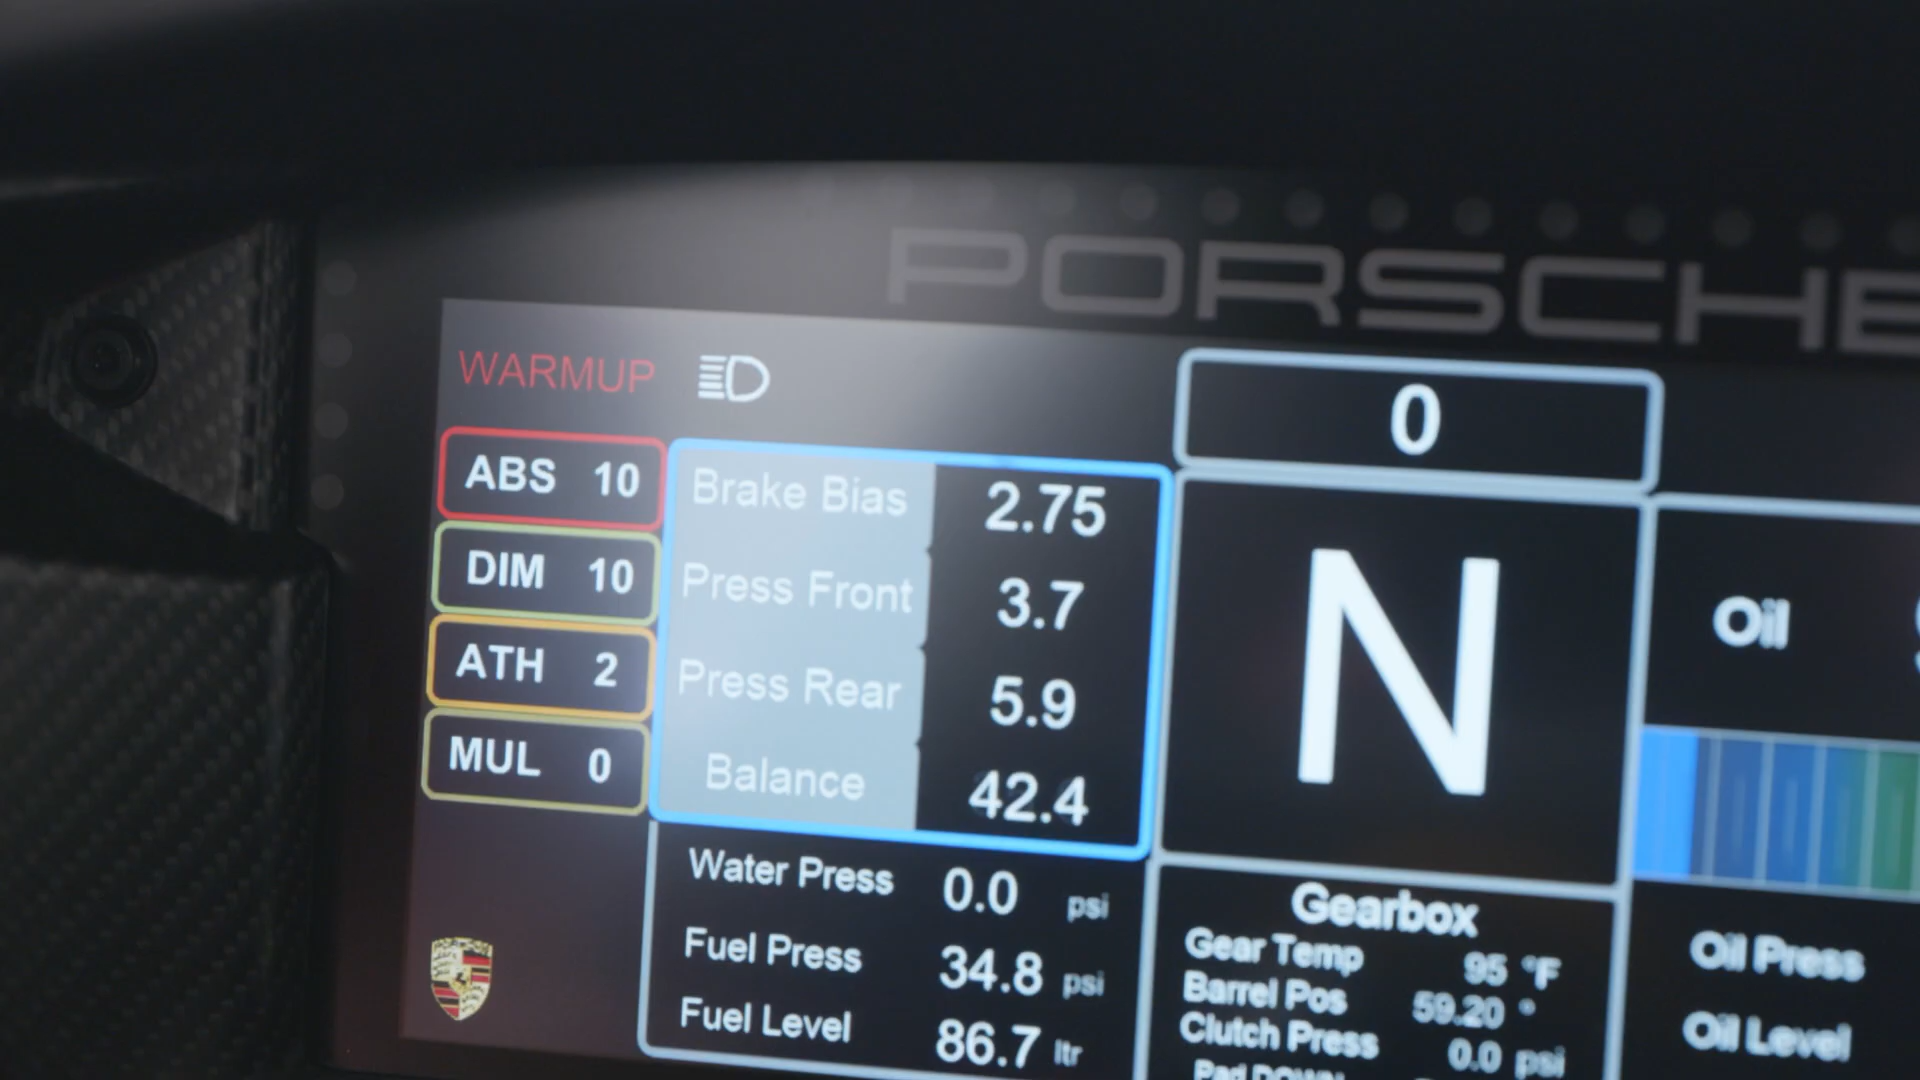 PORSCHE
WARMUP
0
ABS 10
DIM 10
ATH 2
MUL 0
Brake Bias 2.75
Press Front 3.7
Press Rear 5.9
Balance 42.4
Water Press 0.0 psi
Fuel Press 34.8 psi
Fuel Level 86.7 ltr
N
Gearbox
Gear Temp 95 °F
Barrel Pos 59.20 °
Clutch Press 0.0 psi
Oil
Oil Press
Oil Level